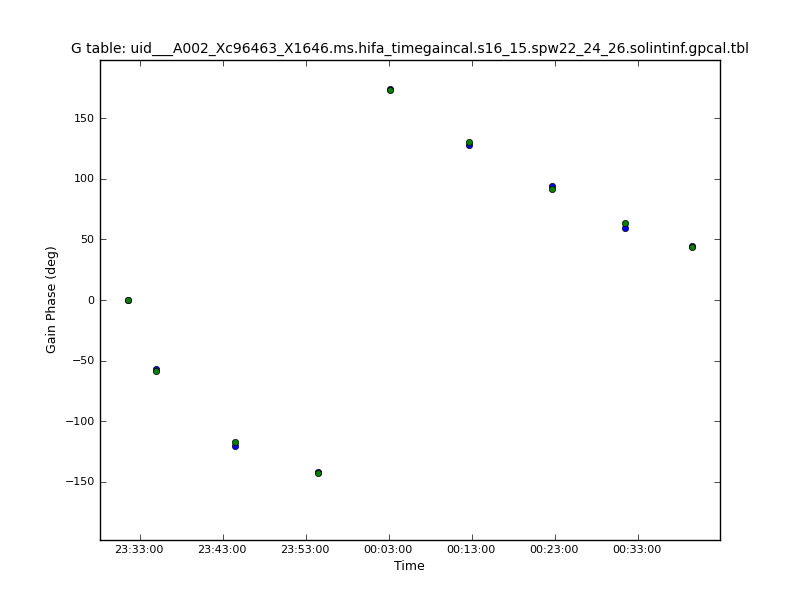 G table: uid___A002_Xc96463_X1646.ms.hifa_timegaincal.s16_15.spw22_24_26.solintinf.gpcal.tbl
150
100
50
0
−50
−100
−150
Gain Phase (deg)
23:33:00 23:43:00 23:53:00 00:03:00 00:13:00 00:23:00 00:33:00
Time